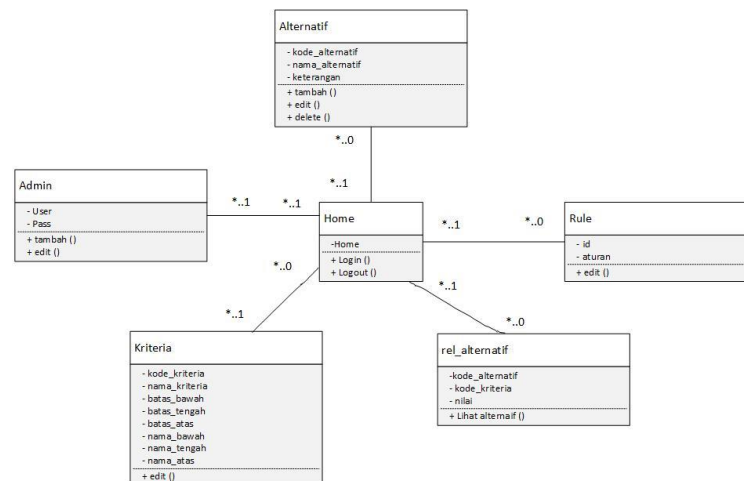 Alternatif
- kode_alternatif
- nama_alternatif
- keterangan
+ tambah ()
+ edit ()
+ delete ()
*..0
*..1
Admin
- User
- Pass
+ tambah ()
+ edit ()
*..1
*..1
Home
-Home
+ Login ()
+ Logout ()
*..1
*..0
Rule
- id
- aturan
+ edit ()
*..0
*..1
*..1
*..0
Kriteria
- kode_kriteria
- nama_kriteria
- batas_bawah
- batas_tengah
- batas_atas
- nama_bawah
- nama_tengah
- nama_atas
+ edit ()
rel_alternatif
-kode_alternatif
- kode_kriteria
- nilai
+ Lihat alternaif ()